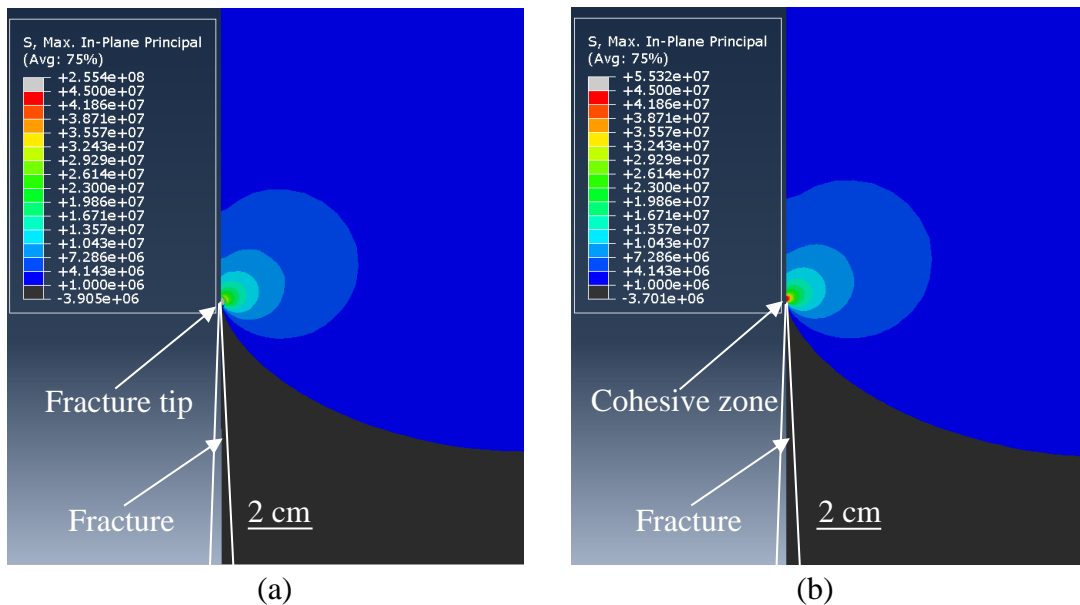 S, Max. In-Plane Principal
(Avg: 75%)
+2.554e+08
+4.500e+07
+4.186e+07
+3.871e+07
+3.557e+07
+3.243e+07
+2.929e+07
+2.614e+07
+2.300e+07
+1.986e+07
+1.671e+07
+1.357e+07
+1.043e+07
+7.286e+06
+4.143e+06
+1.000e+06
-3.905e+06
Fracture tip
Fracture
2 cm
(a)
S, Max. In-Plane Principal
(Avg: 75%)
+5.532e+07
+4.500e+07
+4.186e+07
+3.871e+07
+3.557e+07
+3.243e+07
+2.929e+07
+2.614e+07
+2.300e+07
+1.986e+07
+1.671e+07
+1.357e+07
+1.043e+07
+7.286e+06
+4.143e+06
+1.000e+06
-3.701e+06
Cohesive zone
Fracture
2 cm
(b)